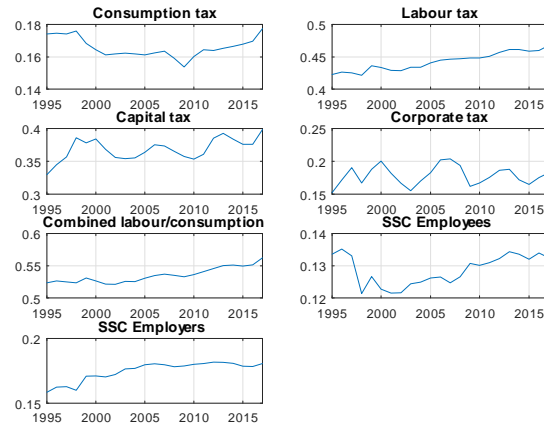 Consumption tax
0.18
0.16
0.14
1995 2000 2005 2010 2015
Labour tax
0.5
0.45
0.4
1995 2000 2005 2010 2015
Capital tax
0.4
0.35
0.3
1995 2000 2005 2010 2015
Corporate tax
0.25
0.2
0.15
1995 2000 2005 2010 2015
Combined labour/consumption
0.6
0.55
0.5
1995 2000 2005 2010 2015
SSC Employees
0.14
0.13
0.12
1995 2000 2005 2010 2015
SSC Employers
0.2
0.15
1995 2000 2005 2010 2015